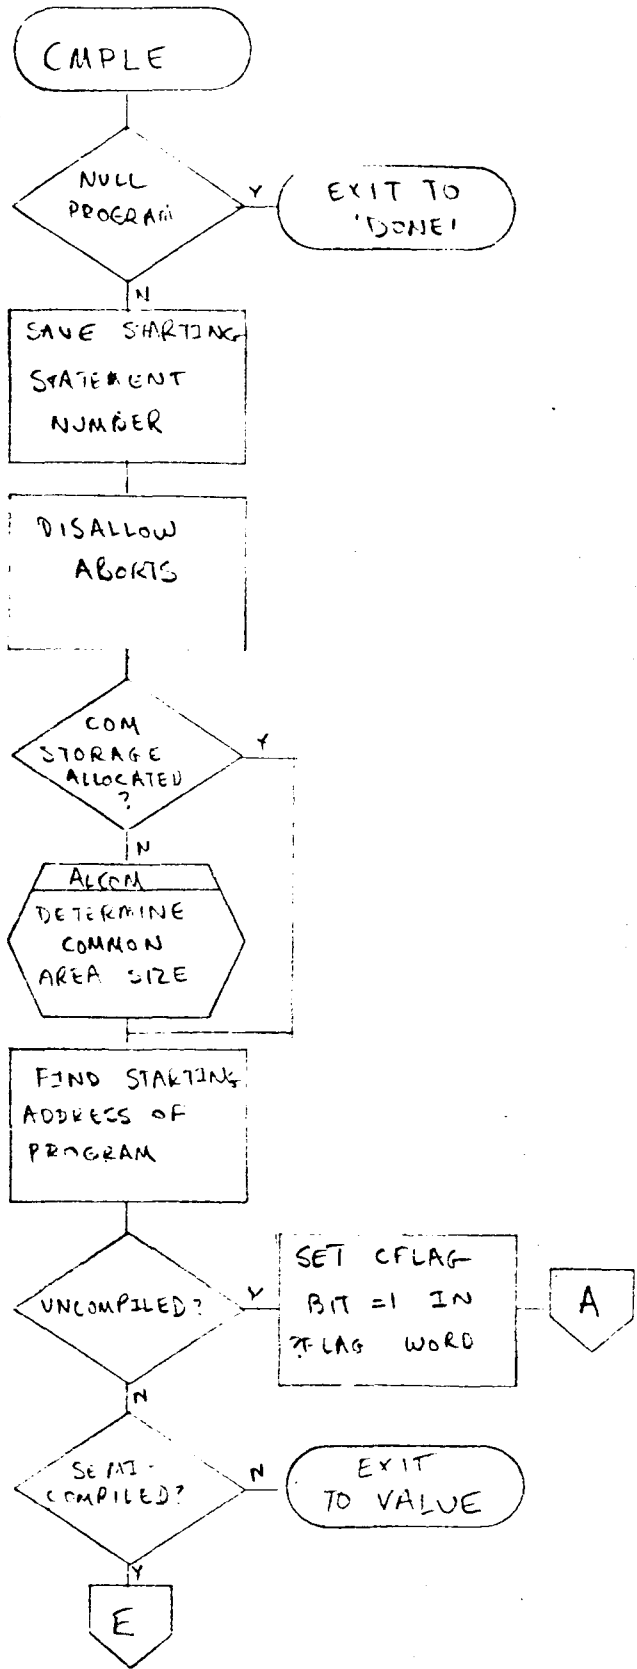 CMPLE
NULL
PROGRAM
Y
EXIT TO
'DONE'
N
SAVE STARTING
STATEMENT
NUMBER
DISALLOW
ABORTS
COM
STORAGE
ALLOCATED
?
Y
N
ALCOM
DETERMINE
COMMON
AREA SIZE
FIND STARTING
ADDRESS OF
PROGRAM
UNCOMPILED?
Y
SET CFLAG
BIT =1 IN
WORD
A
N
SEMI-
COMPILED?
N
EXIT
TO VALUE
Y
E